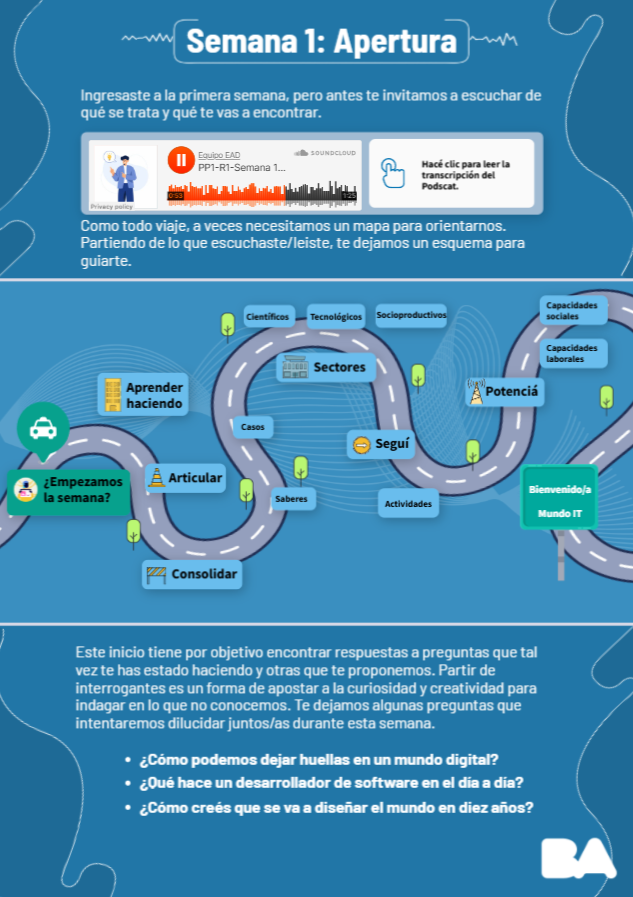 Semana 1: Apertura
Ingresaste a la primera semana, pero antes te invitamos a escuchar de
qué se trata y qué te vas a encontrar.
Equipo EAD
PP1-R1-Semana 1...
SOUNDCLOUD
0:53
1:25
Privacy policy
Hacé clic para leer la
transcripción del
Podscat.
Como todo viaje, a veces necesitamos un mapa para orientarnos.
Partiendo de lo que escuchaste/leiste, te dejamos un esquema para
guiarte.
Científicos
Tecnológicos
Socioproductivos
Capacidades
sociales
Capacidades
laborales
Sectores
Aprender
haciendo
Potenciá
Casos
Seguí
¿Empezamos
la semana?
Articular
Saberes
Actividades
Bienvenido/a
Mundo IT
Consolidar
Este inicio tiene por objetivo encontrar respuestas a preguntas que tal
vez te has estado haciendo y otras que te proponemos. Partir de
interrogantes es un forma de apostar a la curiosidad y creatividad para
indagar en lo que no conocemos. Te dejamos algunas preguntas que
intentaremos dilucidar juntos/as durante esta semana.
• ¿Cómo podemos dejar huellas en un mundo digital?
• ¿Qué hace un desarrollador de software en el día a día?
• ¿Cómo creés que se va a diseñar el mundo en diez años?
BA